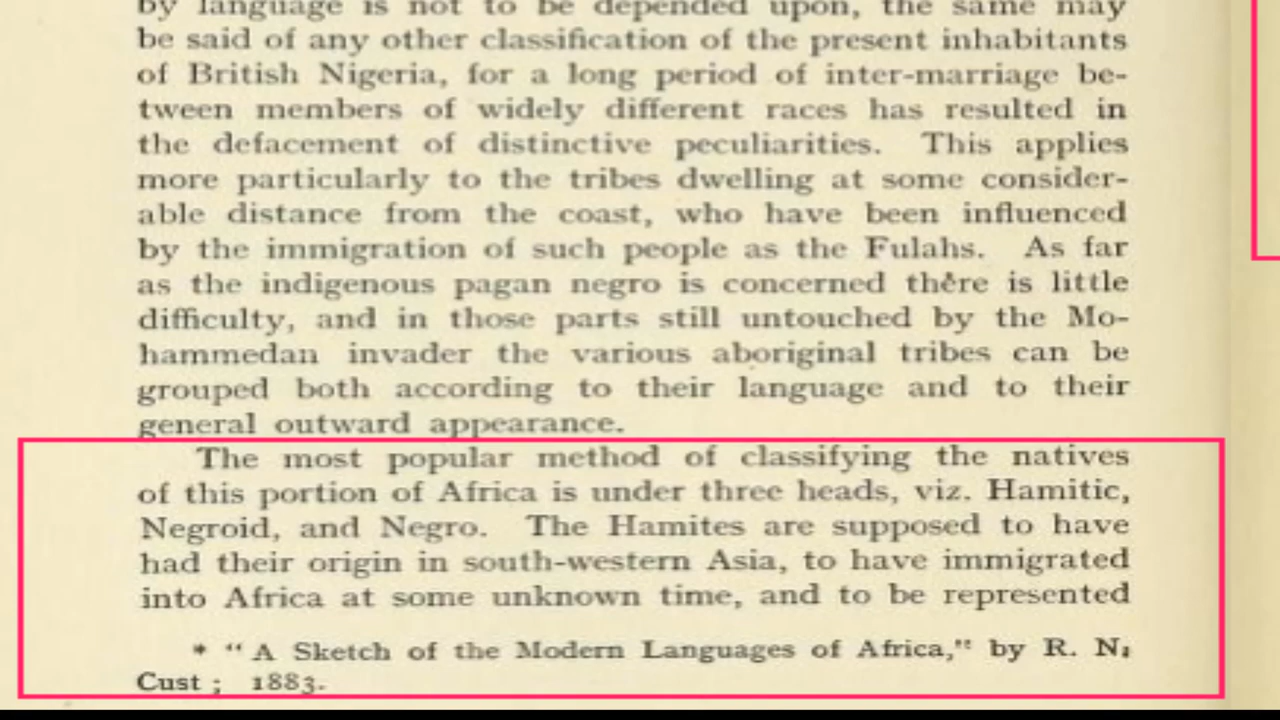 by language is not to be depended upon, the same may
be said of any other classification of the present inhabitants
of British Nigeria, for a long period of inter-marriage be-
tween members of widely different races has resulted in
the defacement of distinctive peculiarities. This applies
more particularly to the tribes dwelling at some consider-
able distance from the coast, who have been influenced
by the immigration of such people as the Fulahs. As far
as the indigenous pagan negro is concerned there is little
difficulty, and in those parts still untouched by the Mo-
hammedan invader the various aboriginal tribes can be
grouped both according to their language and to their
general outward appearance.
The most popular method of classifying the natives
of this portion of Africa is under three heads, viz. Hamitic,
Negroid, and Negro. The Hamites are supposed to have
had their origin in south-western Asia, to have immigrated
into Africa at some unknown time, and to be represented
* "A Sketch of the Modern Languages of Africa," by R. N.
Cust; 1883.